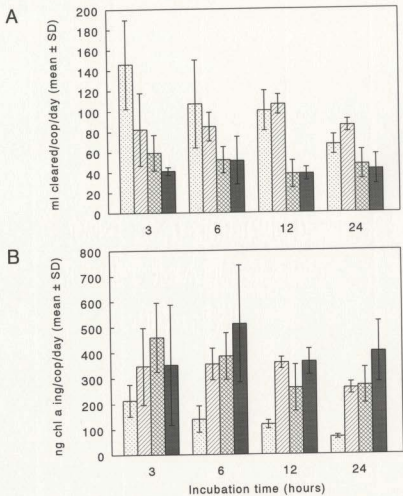 A
ml cleared/cop/day (mean ± SD)
200
180
160
140
120
100
80
60
40
20
0
3 6 12 24
B
ng chl a ing/cop/day (mean ± SD)
800
700
600
500
400
300
200
100
0
3 6 12 24
Incubation time (hours)